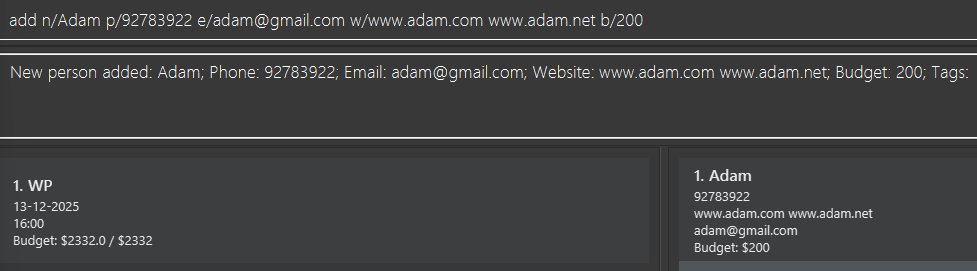 add n/Adam p/92783922 e/adam@gmail.com w/www.adam.com www.adam.net b/200
New person added: Adam; Phone: 92783922; Email: adam@gmail.com; Website: www.adam.com www.adam.net; Budget: 200; Tags:
1. WP
13-12-2025
16:00
Budget: $2332.0 / $2332
1. Adam
92783922
www.adam.com www.adam.net
adam@gmail.com
Budget: $200